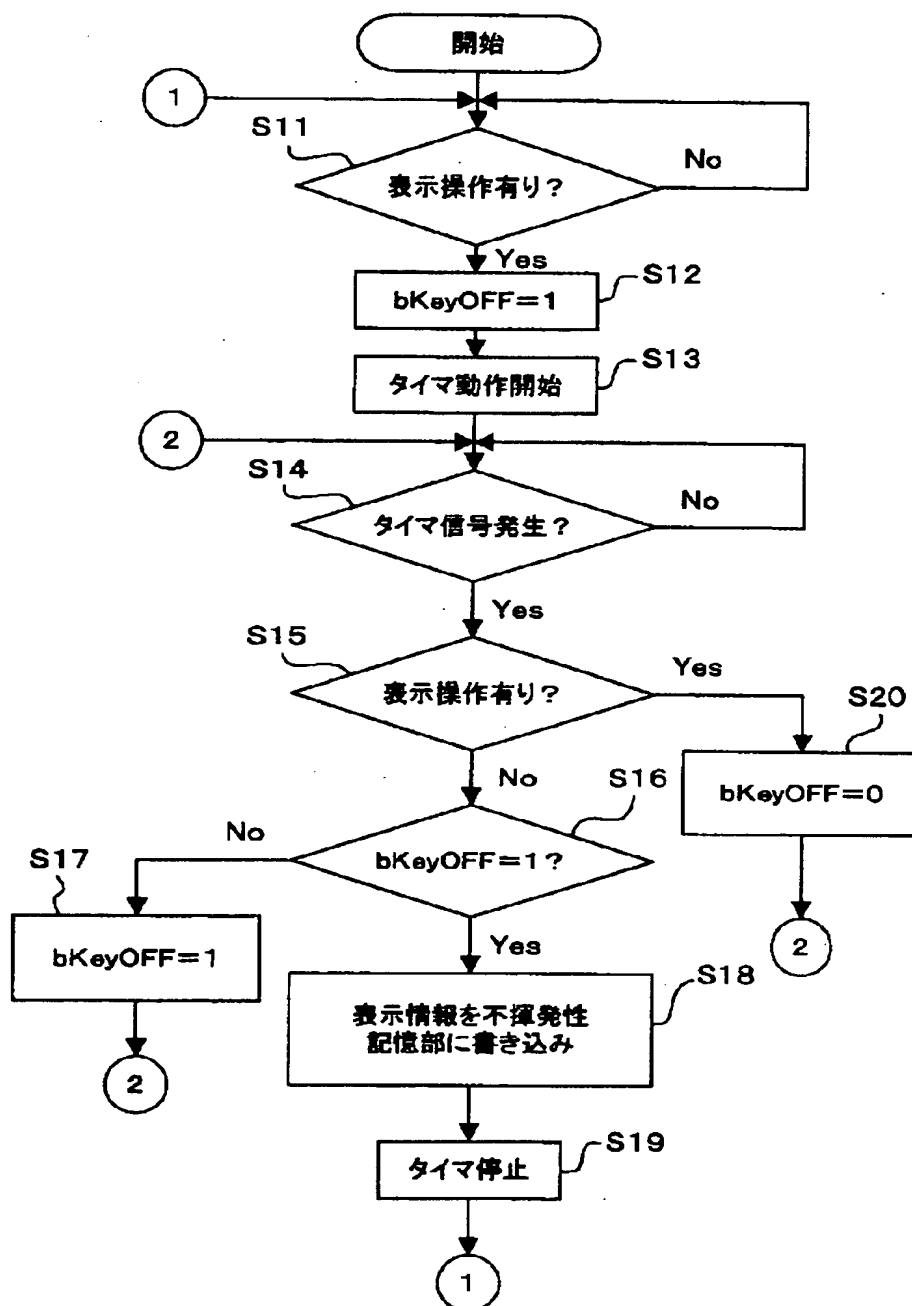 開始
1
S11
表示操作有り？
No
Yes
S12
bKeyOFF＝1
S13
タイマ動作開始
2
S14
タイマ信号発生？
No
Yes
S15
表示操作有り？
Yes
S20
bKeyOFF＝0
2
No
S16
bKeyOFF＝1？
No
S17
bKeyOFF＝1
2
Yes
S18
表示情報を不揮発性
記憶部に書き込み
S19
タイマ停止
1